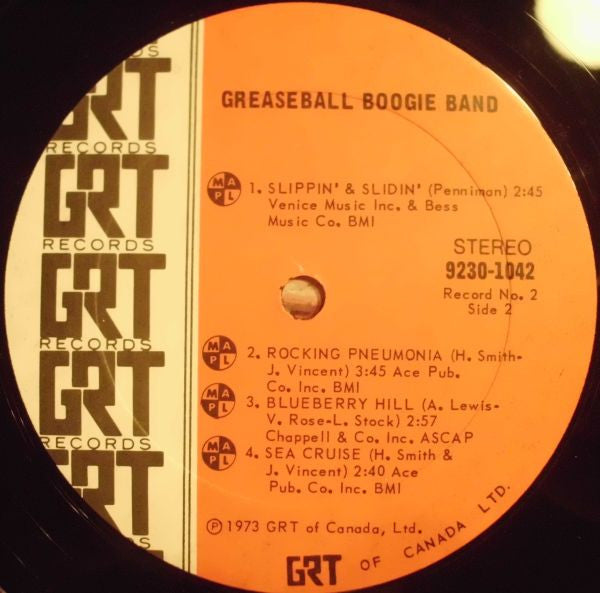 GRT
RECORDS
GRT
RECORDS
GRT
RECORDS
GRT
RECORDS
GRT
RECORDS
GRT
RECORDS
GREASEBALL BOOGIE BAND
MAPL 1. SLIPPIN' & SLIDIN' (Penniman) 2:45
Venice Music Inc. & Bess
Music Co. BMI
STEREO
9230-1042
Record No. 2
Side 2
MAPL 2. ROCKING PNEUMONIA (H. Smith-
J. Vincent) 3:45 Ace Pub.
Co. Inc. BMI
MAPL 3. BLUEBERRY HILL (A. Lewis-
V. Rose-L. Stock) 2:57
Chappell & Co. Inc. ASCAP
MAPL 4. SEA CRUISE (H. Smith &
J. Vincent) 2:40 Ace
Pub. Co. Inc. BMI
℗ 1973 GRT of Canada, Ltd.
GRT OF CANADA LTD.